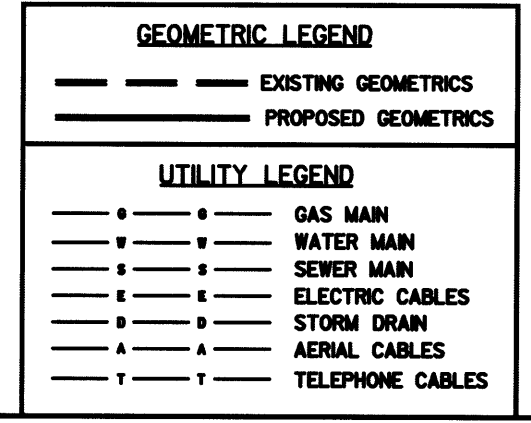 GEOMETRIC LEGEND
EXISTING GEOMETRICS
PROPOSED GEOMETRICS
UTILITY LEGEND
G G GAS MAIN
W W WATER MAIN
S S SEWER MAIN
E E ELECTRIC CABLES
D D STORM DRAIN
A A AERIAL CABLES
T T TELEPHONE CABLES